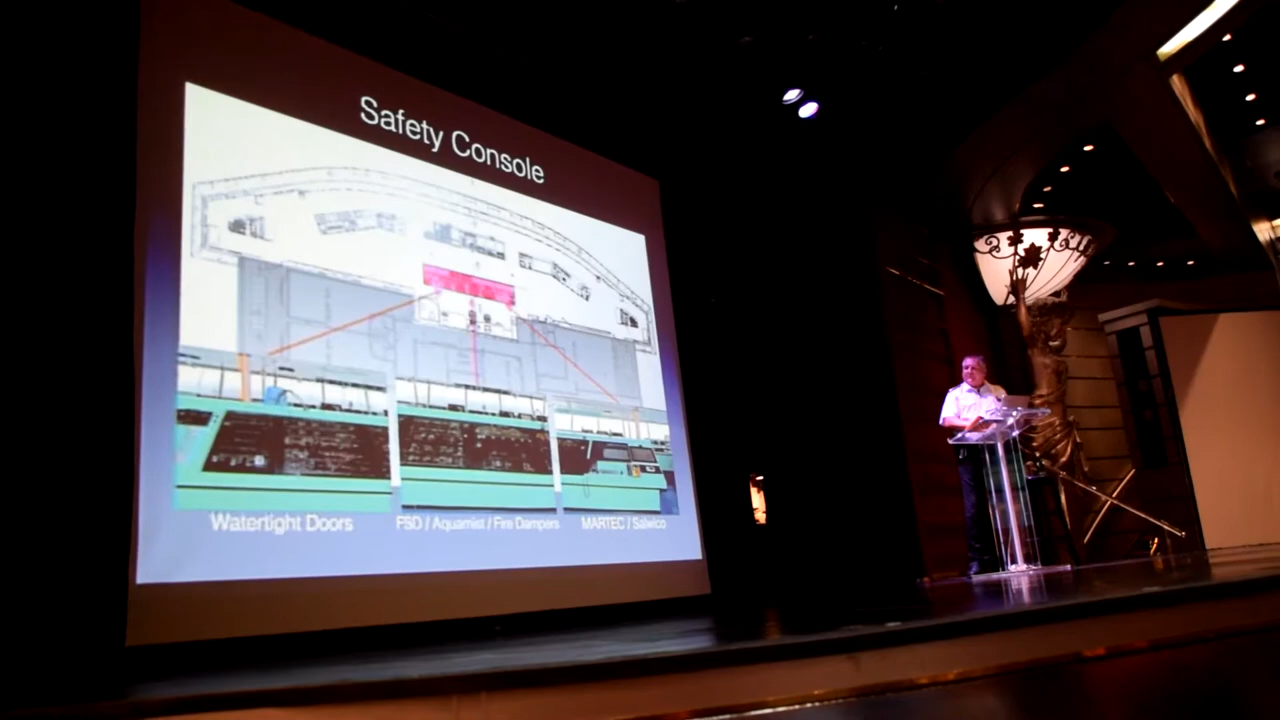 Safety Console
Watertight Doors
FSD / Aquamist / Fire Dampers
MARTEC / Salwico